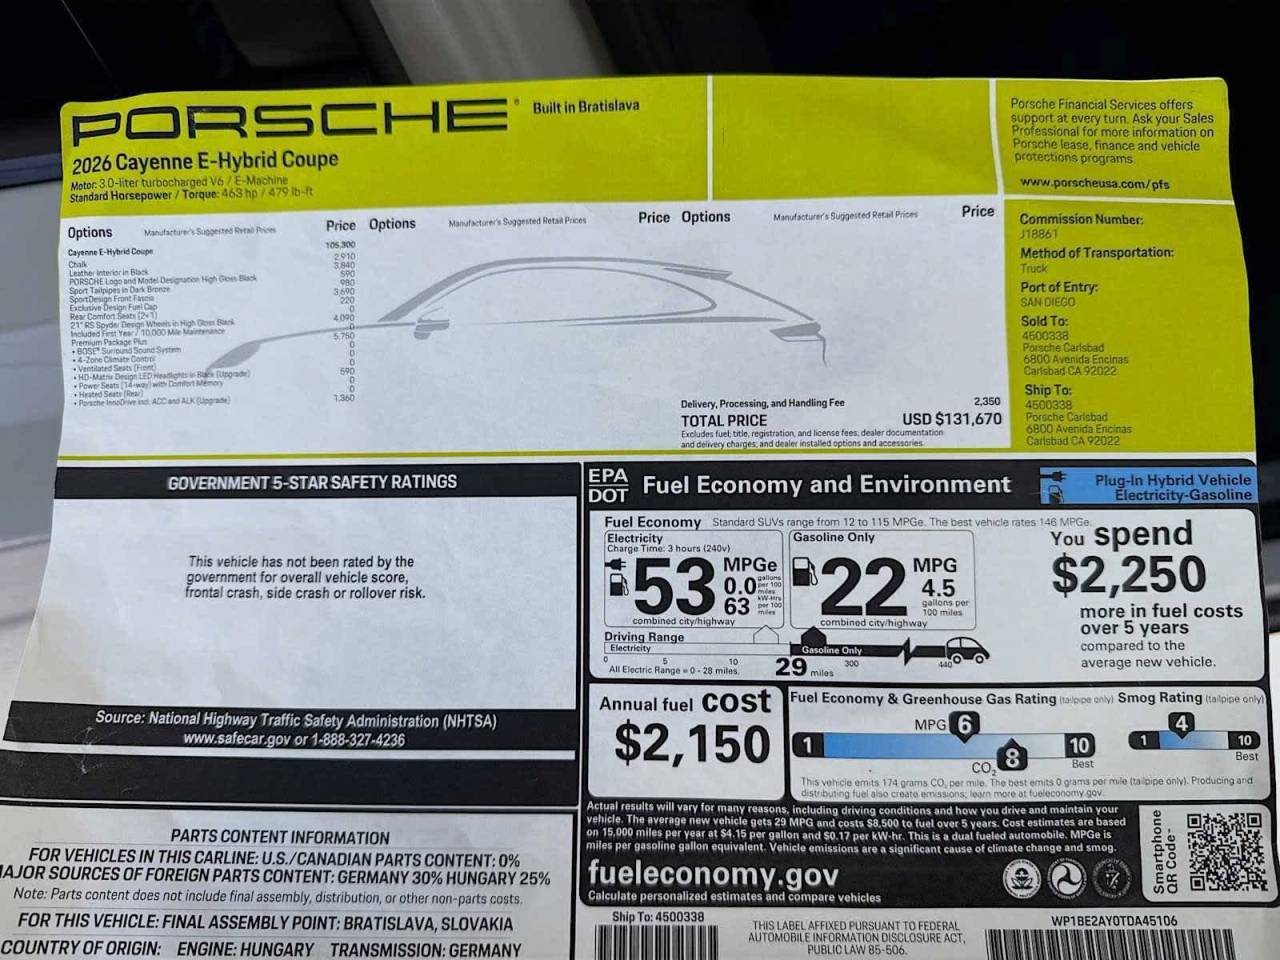 PORSCHE
Built in Bratislava
2026 Cayenne E-Hybrid Coupe
Motor: 3.0-liter turbocharged V6 / E-Machine
Standard Horsepower / Torque: 463 hp / 479 lb-ft
Porsche Financial Services offers
support at every turn. Ask your Sales
Professional for more information on
Porsche lease, finance and vehicle
protections programs.
www.porscheusa.com/pfs
Options Manufacturer's Suggested Retail Prices Price
Options Manufacturer's Suggested Retail Prices Price
Options Manufacturer's Suggested Retail Prices Price
Cayenne E-Hybrid Coupe 105,300
Chalk 2,910
Leather Interior in Black 3,840
PORSCHE Logo and Model Designation High Gloss Black 590
Sport Tailpipes in Dark Bronze 980
SportDesign Front Fascia 3,690
Exclusive Design Fuel Cap 220
Rear Comfort Seats (2+1) 0
21" RS Spyder Design Wheels in High Gloss Black 4,090
Included First Year / 10,000 Mile Maintenance 0
Premium Package Plus 5,750
• BOSE® Surround Sound System 0
• 4-Zone Climate Control 0
• Ventilated Seats (Front) 0
• HD-Matrix Design LED Headlights in Black (Upgrade) 590
• Power Seats (14-way) with Comfort Memory 0
• Heated Seats (Rear) 0
• Porsche InnoDrive incl. ACC and ALK (Upgrade) 1,360
Delivery, Processing, and Handling Fee 2,350
TOTAL PRICE USD $131,670
Excludes fuel, title, registration, and license fees, dealer documentation
and delivery charges, and dealer installed options and accessories.
Commission Number:
J18861
Method of Transportation:
Truck
Port of Entry:
SAN DIEGO
Sold To:
4500338
Porsche Carlsbad
6800 Avenida Encinas
Carlsbad CA 92022
Ship To:
4500338
Porsche Carlsbad
6800 Avenida Encinas
Carlsbad CA 92022
GOVERNMENT 5-STAR SAFETY RATINGS
This vehicle has not been rated by the
government for overall vehicle score,
frontal crash, side crash or rollover risk.
Source: National Highway Traffic Safety Administration (NHTSA)
www.safecar.gov or 1-888-327-4236
PARTS CONTENT INFORMATION
FOR VEHICLES IN THIS CARLINE: U.S./CANADIAN PARTS CONTENT: 0%
MAJOR SOURCES OF FOREIGN PARTS CONTENT: GERMANY 30% HUNGARY 25%
Note: Parts content does not include final assembly, distribution, or other non-parts costs.
FOR THIS VEHICLE: FINAL ASSEMBLY POINT: BRATISLAVA, SLOVAKIA
COUNTRY OF ORIGIN: ENGINE: HUNGARY TRANSMISSION: GERMANY
EPA
DOT
Fuel Economy and Environment
Plug-In Hybrid Vehicle
Electricity-Gasoline
Fuel Economy Standard SUVs range from 12 to 115 MPGe. The best vehicle rates 146 MPGe.
Electricity
Charge Time: 3 hours (240v)
53 MPGe
0.0 gallons per 100 miles
63 kW-Hrs per 100 miles
combined city/highway
Gasoline Only
22 MPG
4.5
gallons per
100 miles
combined city/highway
Driving Range
Electricity
Gasoline Only
0 5 10 29 miles 300 440
All Electric Range = 0 - 28 miles.
You spend
$2,250
more in fuel costs
over 5 years
compared to the
average new vehicle.
Annual fuel cost
$2,150
Fuel Economy & Greenhouse Gas Rating (tailpipe only)
MPG 6
1 10
Best
CO2 8
Smog Rating (tailpipe only)
4
1 10
Best
This vehicle emits 174 grams CO2 per mile. The best emits 0 grams per mile (tailpipe only). Producing and
distributing fuel also create emissions; learn more at fueleconomy.gov.
Actual results will vary for many reasons, including driving conditions and how you drive and maintain your
vehicle. The average new vehicle gets 29 MPG and costs $8,500 to fuel over 5 years. Cost estimates are based
on 15,000 miles per year at $4.15 per gallon and $0.17 per kW-hr. This is a dual fueled automobile. MPGe is
miles per gasoline gallon equivalent. Vehicle emissions are a significant cause of climate change and smog.
fueleconomy.gov
Calculate personalized estimates and compare vehicles
Smartphone
QR Code™
Ship To: 4500338
THIS LABEL AFFIXED PURSUANT TO FEDERAL
AUTOMOBILE INFORMATION DISCLOSURE ACT,
PUBLIC LAW 85-506.
WP1BE2AY0TDA45106